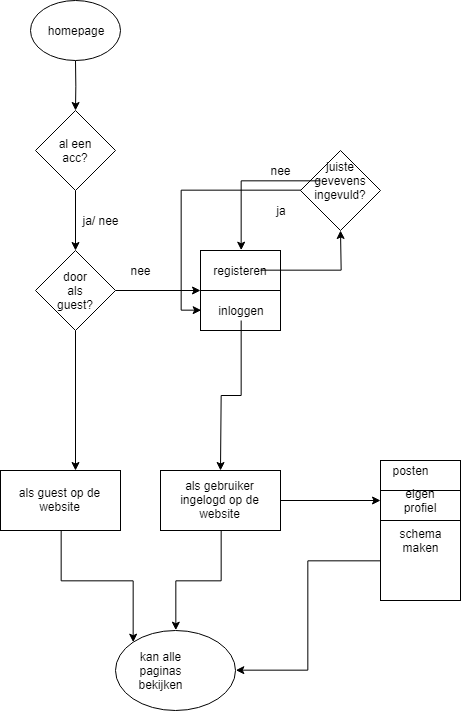 homepage
al een
acc?
ja/ nee
door
als
guest?
nee
nee
ja
juiste
gevevens
ingevuld?
registeren
inloggen
als guest op de
website
als gebruiker
ingelogd op de
website
posten
eigen
profiel
schema
maken
kan alle
paginas
bekijken